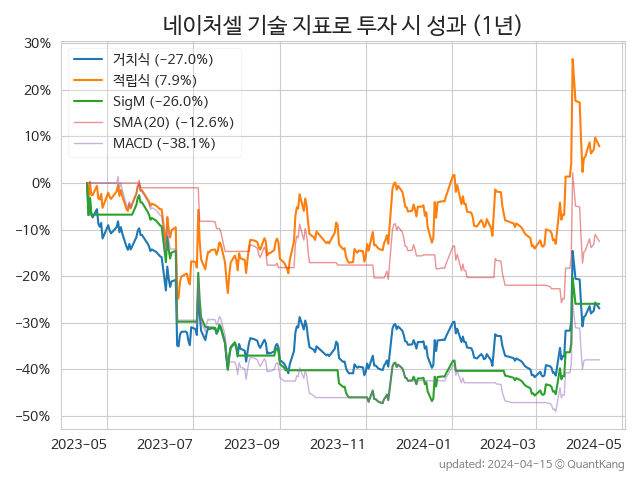 네이처셀 기술 지표로 투자 시 성과 (1년)
30%
20%
10%
0%
−10%
−20%
−30%
−40%
−50%
거치식 (−27.0%)
적립식 (7.9%)
SigM (−26.0%)
SMA(20) (−12.6%)
MACD (−38.1%)
2023-05 2023-07 2023-09 2023-11 2024-01 2024-03 2024-05
updated: 2024-04-15 © QuantKang